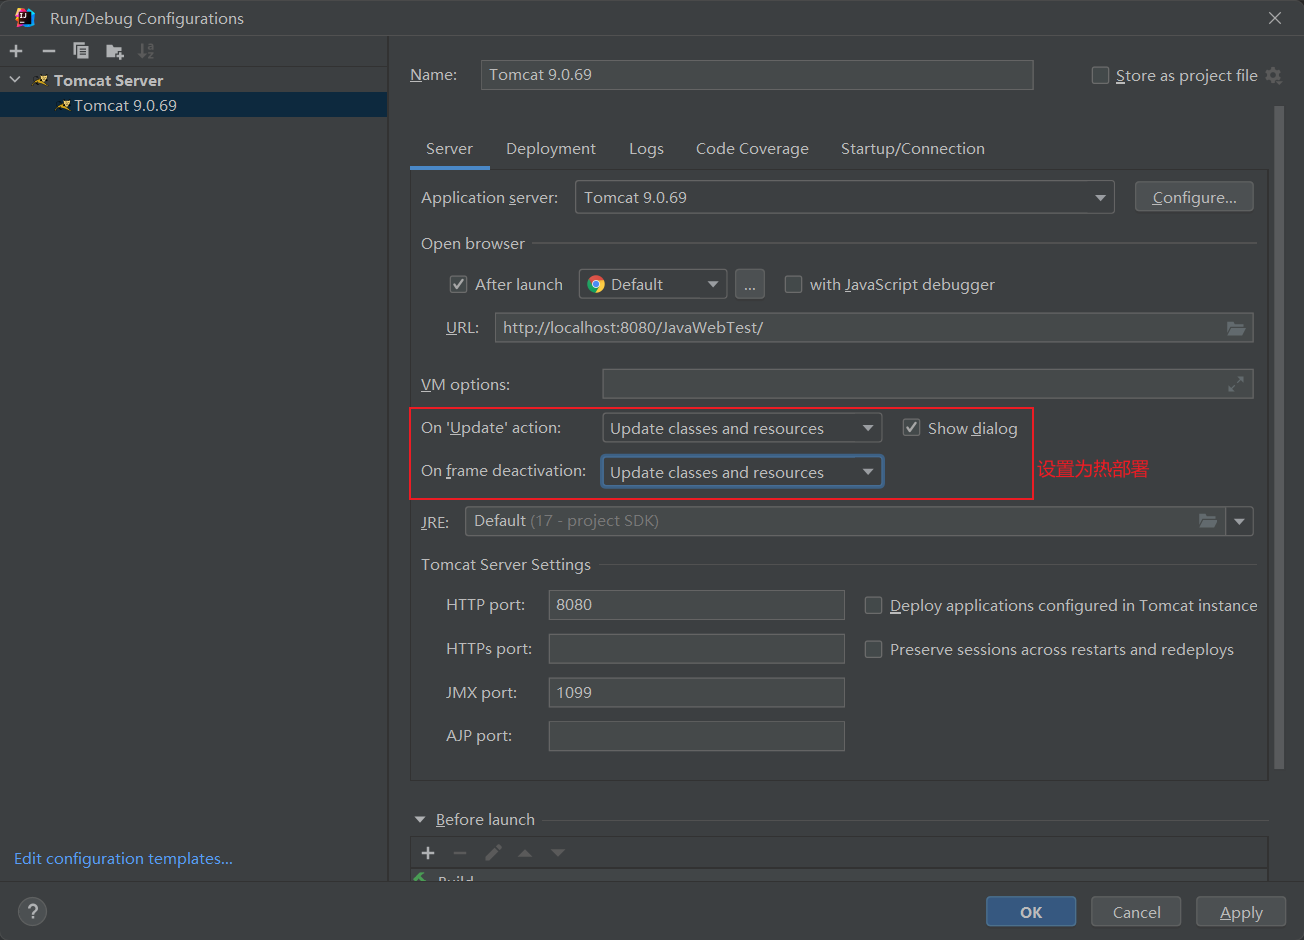 Run/Debug Configurations
Tomcat Server
Tomcat 9.0.69
Edit configuration templates...
Name: Tomcat 9.0.69 Store as project file
Server Deployment Logs Code Coverage Startup/Connection
Application server: Tomcat 9.0.69 Configure...
Open browser
After launch Default ... with JavaScript debugger
URL: http://localhost:8080/JavaWebTest/
VM options:
On 'Update' action: Update classes and resources Show dialog
On frame deactivation: Update classes and resources
设置为热部署
JRE: Default (17 - project SDK)
Tomcat Server Settings
HTTP port: 8080 Deploy applications configured in Tomcat instance
HTTPs port: Preserve sessions across restarts and redeploys
JMX port: 1099
AJP port:
Before launch
Build
? OK Cancel Apply